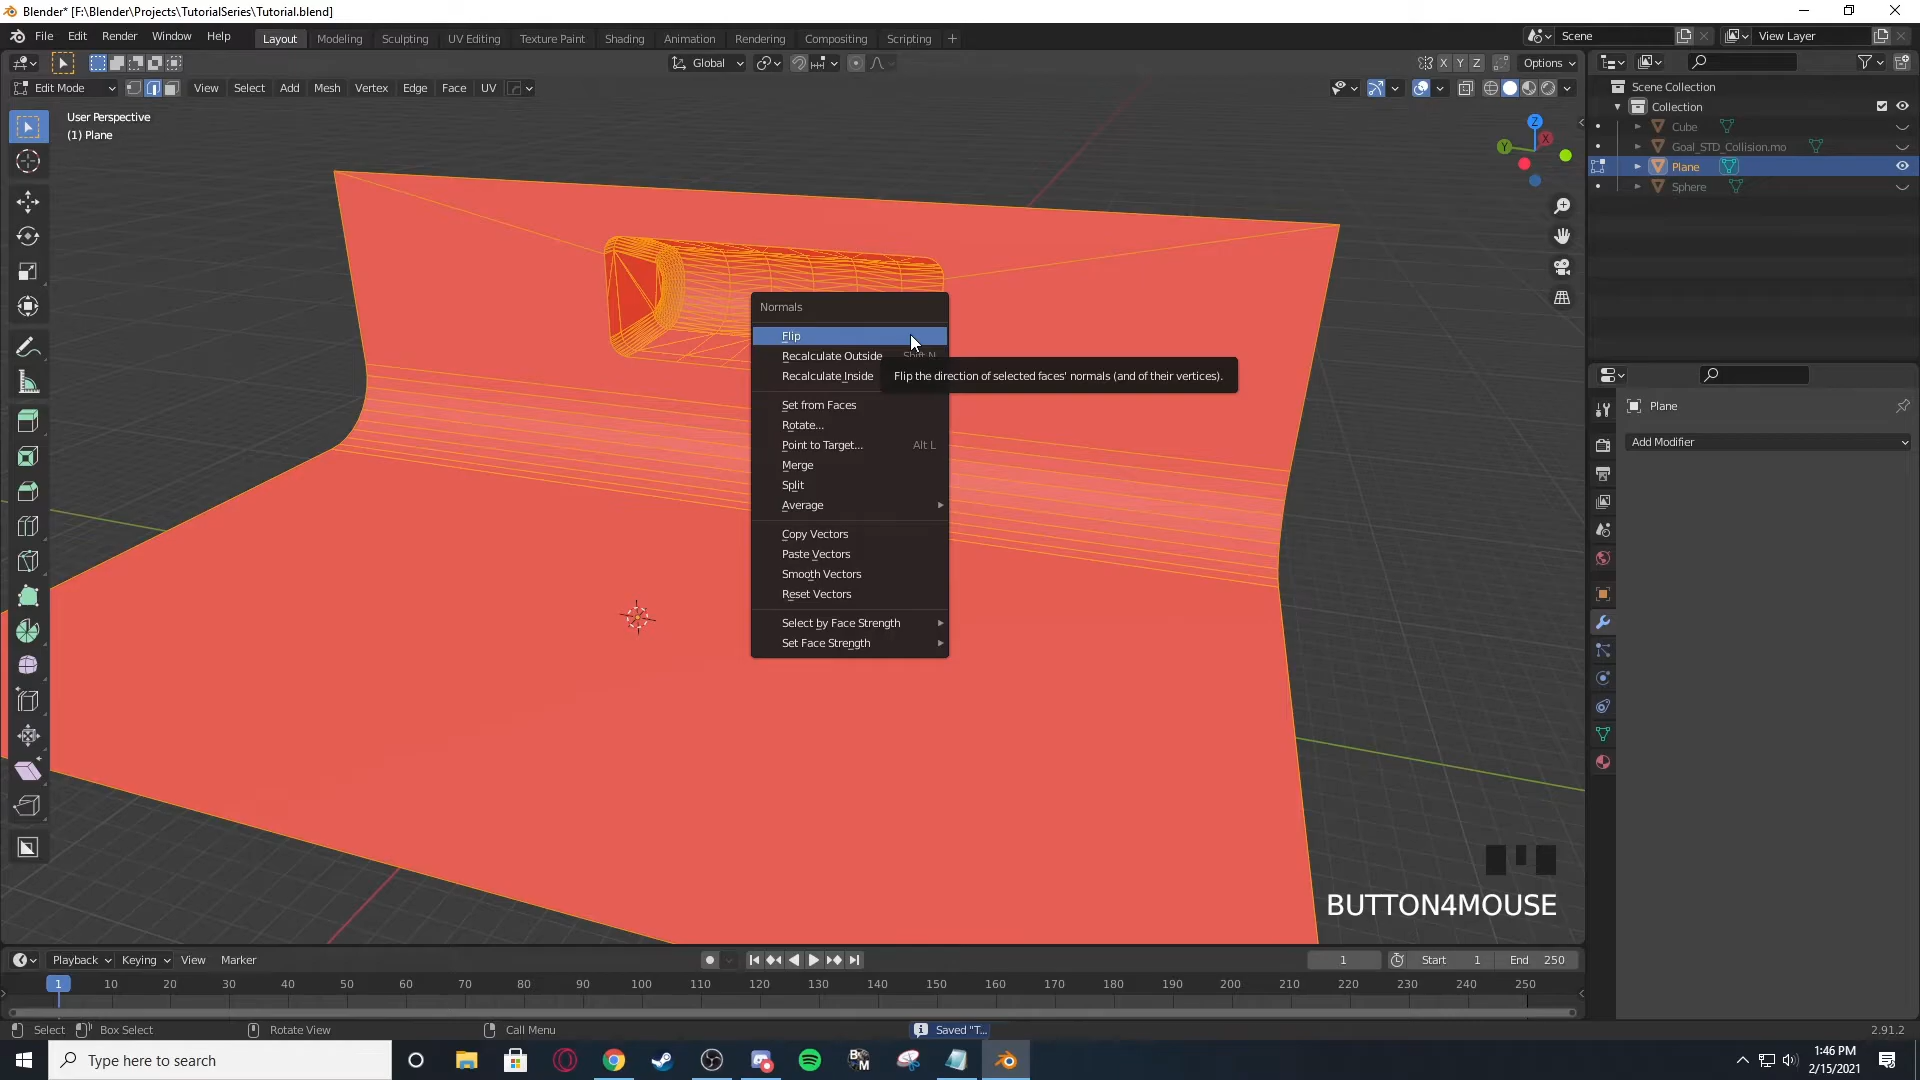 Blender* [F:\Blender\Projects\TutorialSeries\Tutorial.blend]
File Edit Render Window Help Layout Modeling Sculpting UV Editing Texture Paint Shading Animation Rendering Compositing Scripting + Scene View Layer
Global X Y Z Options
Edit Mode View Select Add Mesh Vertex Edge Face UV
User Perspective
(1) Plane
Z
X
Y
Scene Collection
Collection
Cube
Goal_STD_Collision.mo
Plane
Sphere
Plane
Add Modifier
Normals
Flip
Recalculate Outside Shift N
Recalculate Inside
Flip the direction of selected faces' normals (and of their vertices).
Set from Faces
Rotate...
Point to Target... Alt L
Merge
Split
Average
Copy Vectors
Paste Vectors
Smooth Vectors
Reset Vectors
Select by Face Strength
Set Face Strength
BUTTON4MOUSE
Playback Keying View Marker 1 Start 1 End 250
1 10 20 30 40 50 60 70 80 90 100 110 120 130 140 150 160 170 180 190 200 210 220 230 240 250
Select Box Select Rotate View Call Menu Saved "T... 2.91.2
Type here to search
B M
1:46 PM
2/15/2021